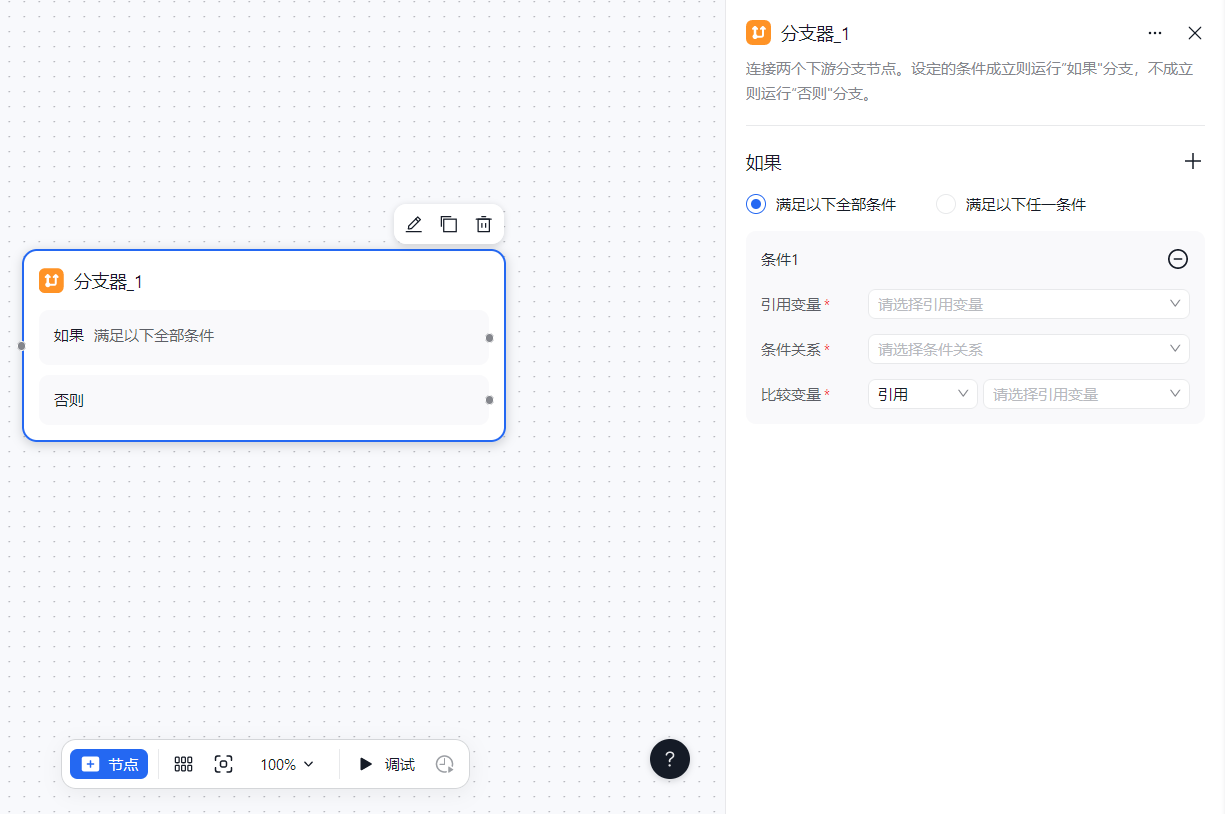 分支器_1
如果 满足以下全部条件
否则
节点
100%
调试
?
分支器_1
连接两个下游分支节点。设定的条件成立则运行"如果"分支，不成立
则运行"否则"分支。
如果
满足以下全部条件 满足以下任一条件
条件1
引用变量* 请选择引用变量
条件关系* 请选择条件关系
比较变量* 引用 请选择引用变量